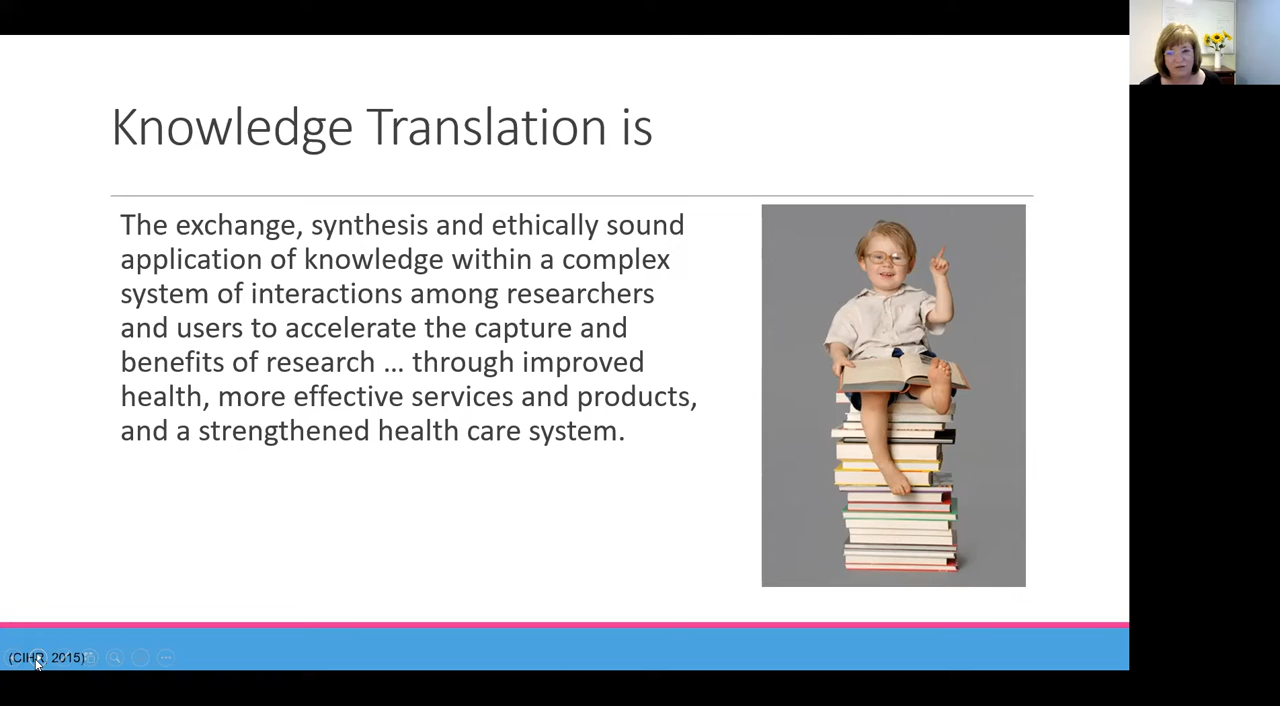 Knowledge Translation is
The exchange, synthesis and ethically sound
application of knowledge within a complex
system of interactions among researchers
and users to accelerate the capture and
benefits of research ... through improved
health, more effective services and products,
and a strengthened health care system.
(CIHR, 2015)